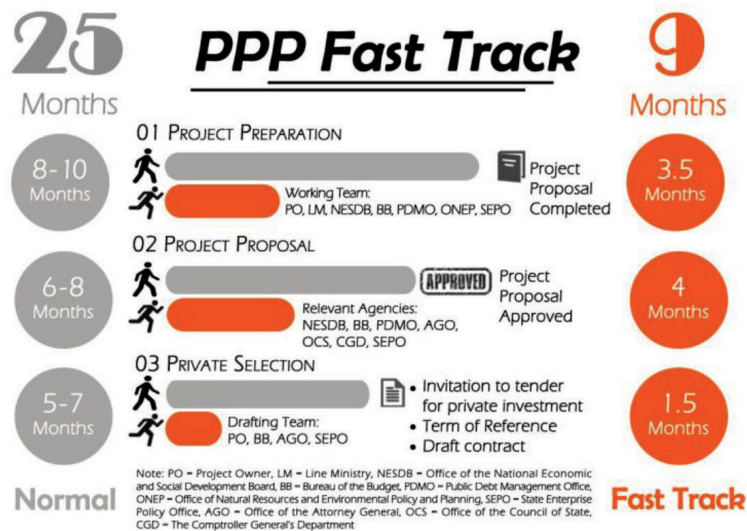 25
Months
PPP Fast Track
9
Months
01 PROJECT PREPARATION
8-10
Months
Project
Proposal
Completed
Working Team:
PO, LM, NESDB, BB, PDMO, ONEP, SEPO
3.5
Months
02 PROJECT PROPOSAL
6-8
Months
APPROVED
Project
Proposal
Approved
Relevant Agencies:
NESDB, BB, PDMO, AGO,
OCS, CGD, SEPO
4
Months
03 PRIVATE SELECTION
5-7
Months
• Invitation to tender
for private investment
• Term of Reference
• Draft contract
Drafting Team:
PO, BB, AGO, SEPO
1.5
Months
Normal
Note: PO = Project Owner, LM = Line Ministry, NESDB = Office of the National Economic
and Social Development Board, BB = Bureau of the Budget, PDMO = Public Debt Management Office,
ONEP = Office of Natural Resources and Environmental Policy and Planning, SEPO = State Enterprise
Policy Office, AGO = Office of the Attorney General, OCS = Office of the Council of State,
CGD = The Comptroller General's Department
Fast Track